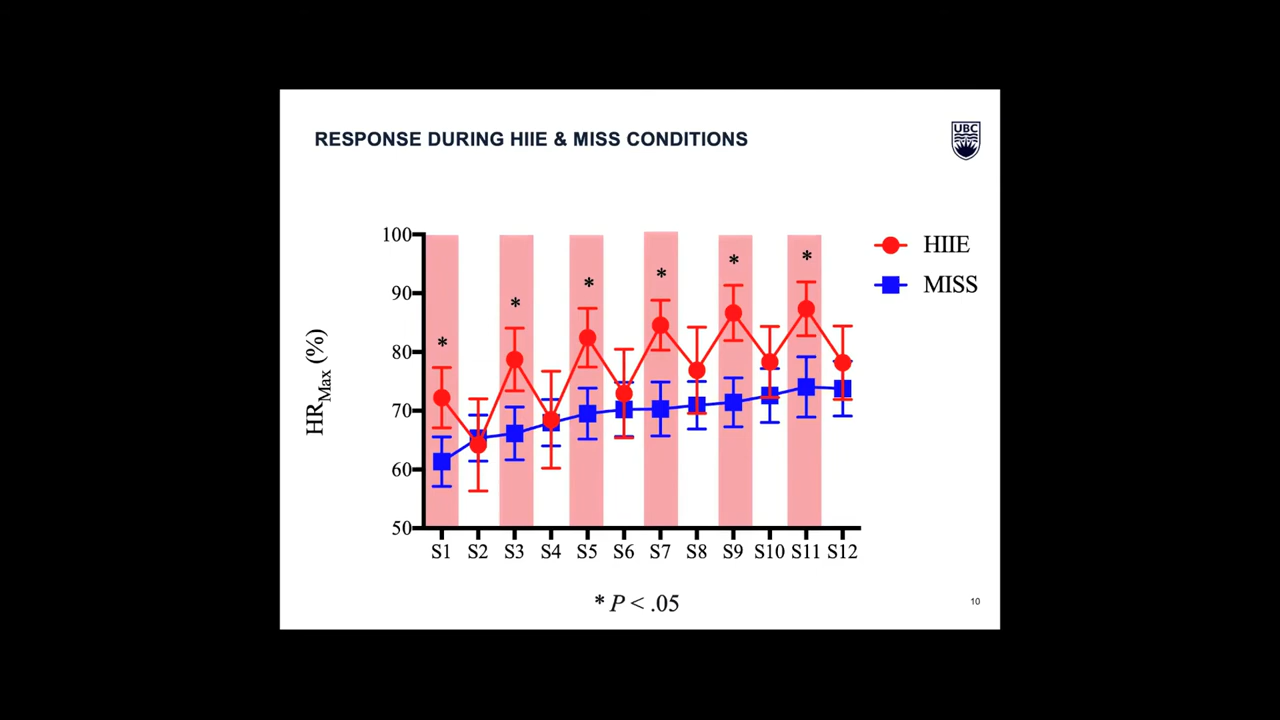 RESPONSE DURING HIIE & MISS CONDITIONS
UBC
HIIE
MISS
HRMax (%)
100
90
80
70
60
50
*
*
*
*
*
*
S1 S2 S3 S4 S5 S6 S7 S8 S9 S10 S11 S12
* P < .05
10